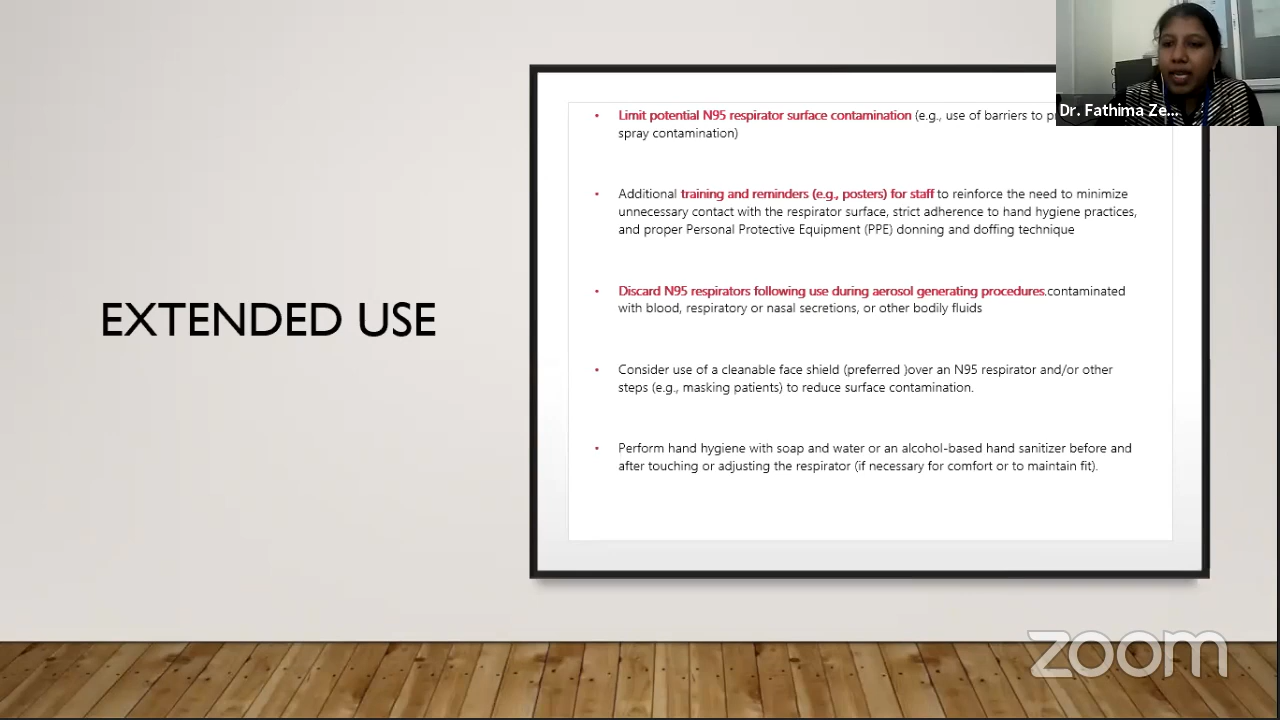 Dr. Fathima Ze...
EXTENDED USE
• Limit potential N95 respirator surface contamination (e.g., use of barriers to
spray contamination)
• Additional training and reminders (e.g., posters) for staff to reinforce the need to minimize
unnecessary contact with the respirator surface, strict adherence to hand hygiene practices,
and proper Personal Protective Equipment (PPE) donning and doffing technique
• Discard N95 respirators following use during aerosol generating procedures.contaminated
with blood, respiratory or nasal secretions, or other bodily fluids
• Consider use of a cleanable face shield (preferred )over an N95 respirator and/or other
steps (e.g., masking patients) to reduce surface contamination.
• Perform hand hygiene with soap and water or an alcohol-based hand sanitizer before and
after touching or adjusting the respirator (if necessary for comfort or to maintain fit).
zoom